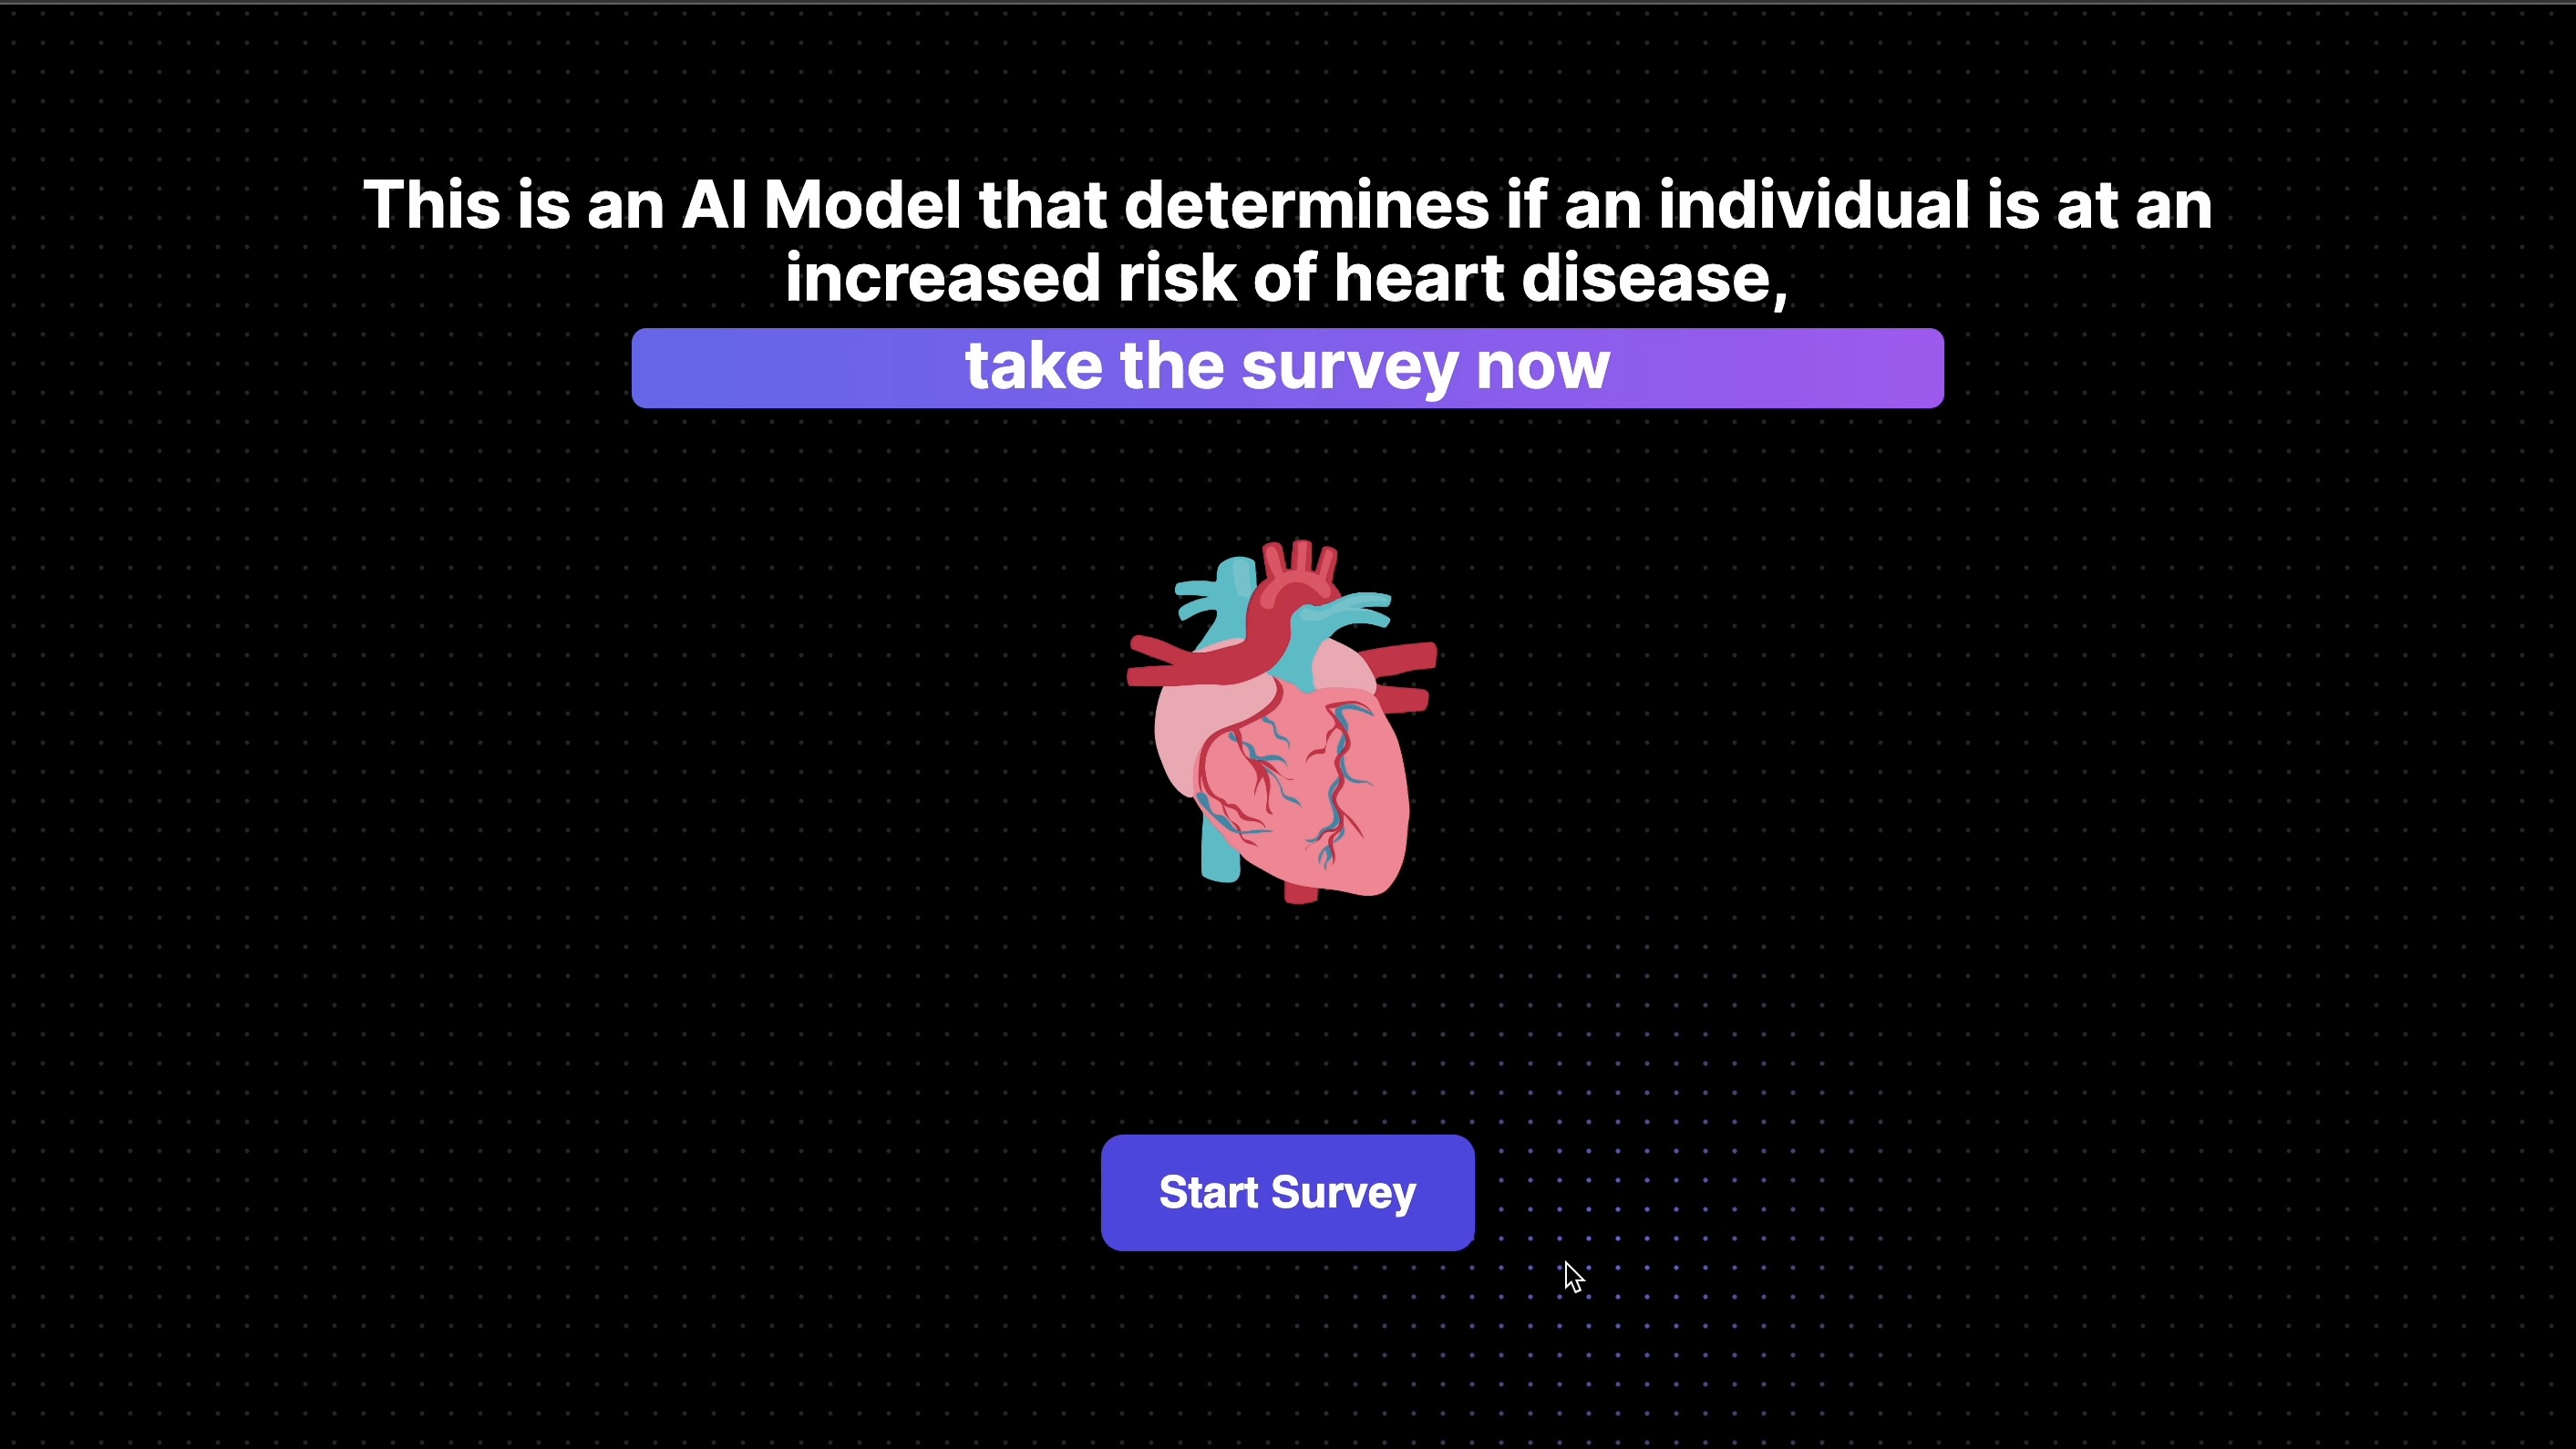 This is an AI Model that determines if an individual is at an
increased risk of heart disease,
take the survey now
Start Survey